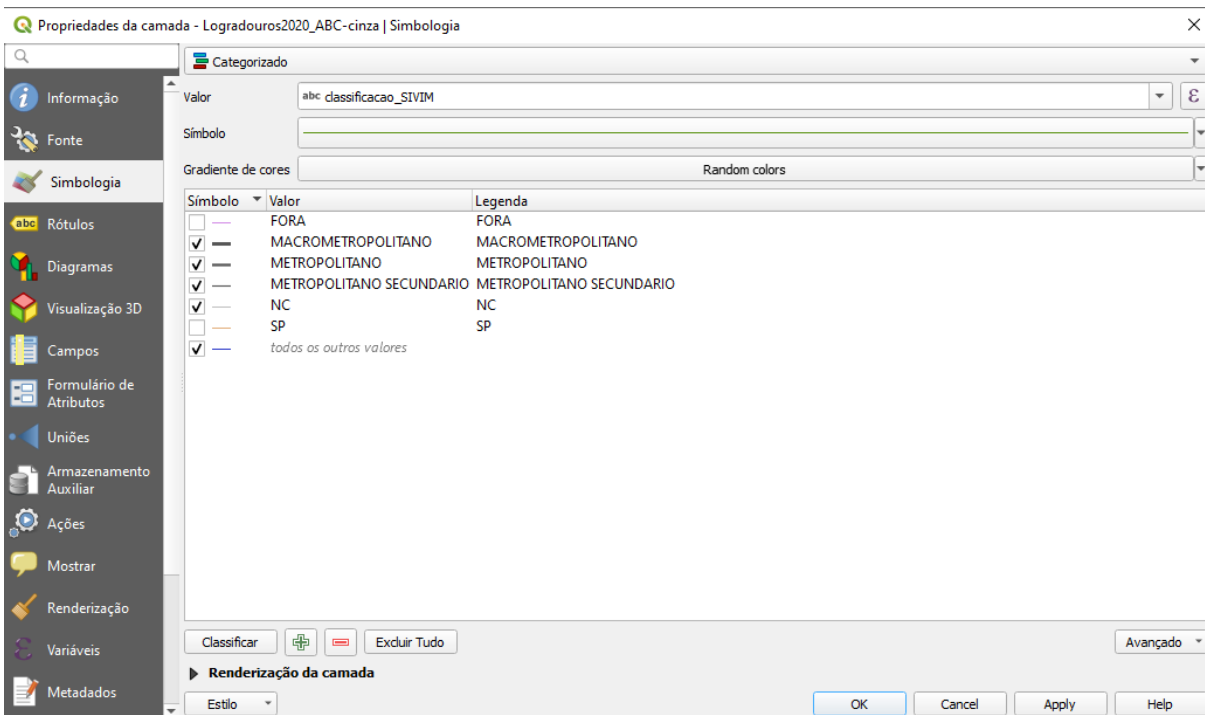 Propriedades da camada - Logradouros2020_ABC-cinza | Simbologia
Categorizado
Informação
Valor
abc classificacao_SIVIM
ε
Fonte
Símbolo
Simbologia
Gradiente de cores
Random colors
Símbolo Valor Legenda
FORA FORA
abc Rótulos
MACROMETROPOLITANO MACROMETROPOLITANO
Diagramas
METROPOLITANO METROPOLITANO
METROPOLITANO SECUNDARIO METROPOLITANO SECUNDARIO
Visualização 3D
NC NC
SP SP
Campos
todos os outros valores
Formulário de
Atributos
Uniões
Armazenamento
Auxiliar
Ações
Mostrar
Renderização
Variáveis
Classificar
Excluir Tudo
Avançado
Renderização da camada
Metadados
Estilo
OK
Cancel
Apply
Help